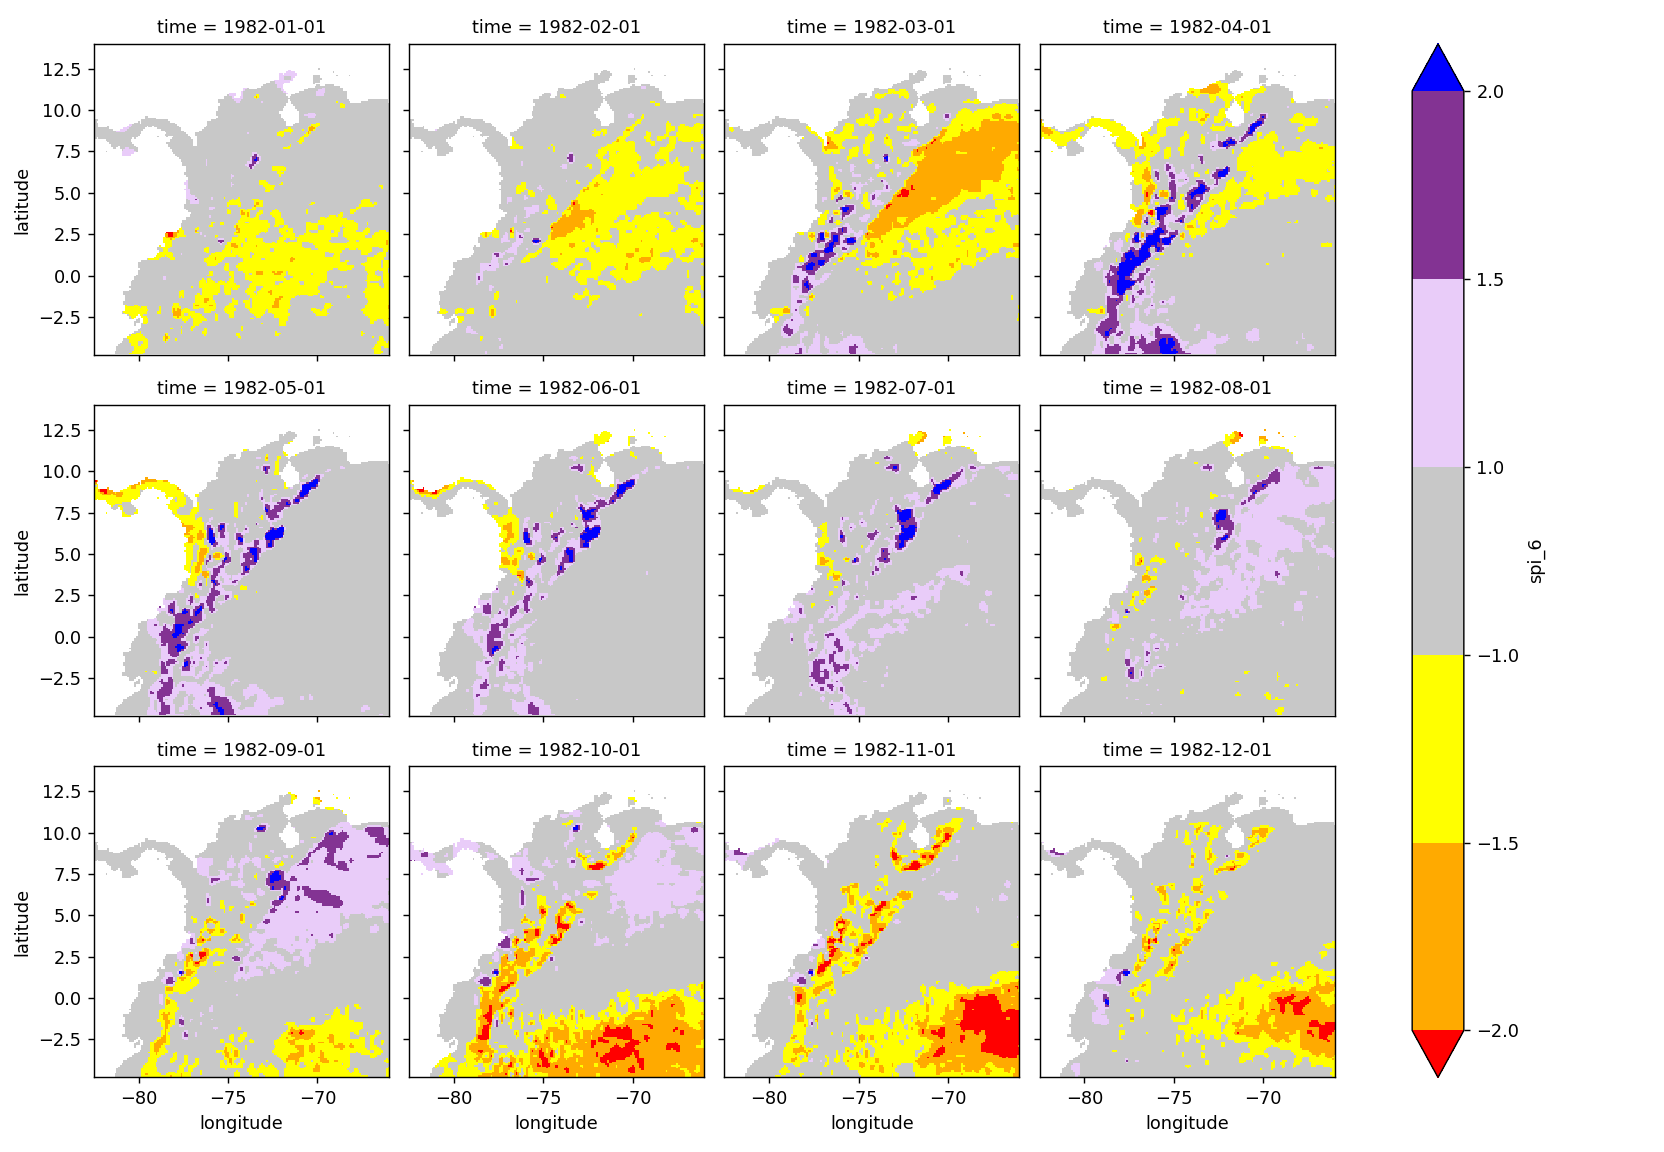 time = 1982-01-01
time = 1982-02-01
time = 1982-03-01
time = 1982-04-01
12.5
10.0
7.5
5.0
2.5
0.0
−2.5
latitude
time = 1982-05-01
time = 1982-06-01
time = 1982-07-01
time = 1982-08-01
12.5
10.0
7.5
5.0
2.5
0.0
−2.5
latitude
time = 1982-09-01
time = 1982-10-01
time = 1982-11-01
time = 1982-12-01
12.5
10.0
7.5
5.0
2.5
0.0
−2.5
latitude
−80 −75 −70
longitude
−80 −75 −70
longitude
−80 −75 −70
longitude
−80 −75 −70
longitude
2.0
1.5
1.0
−1.0
−1.5
−2.0
spi_6